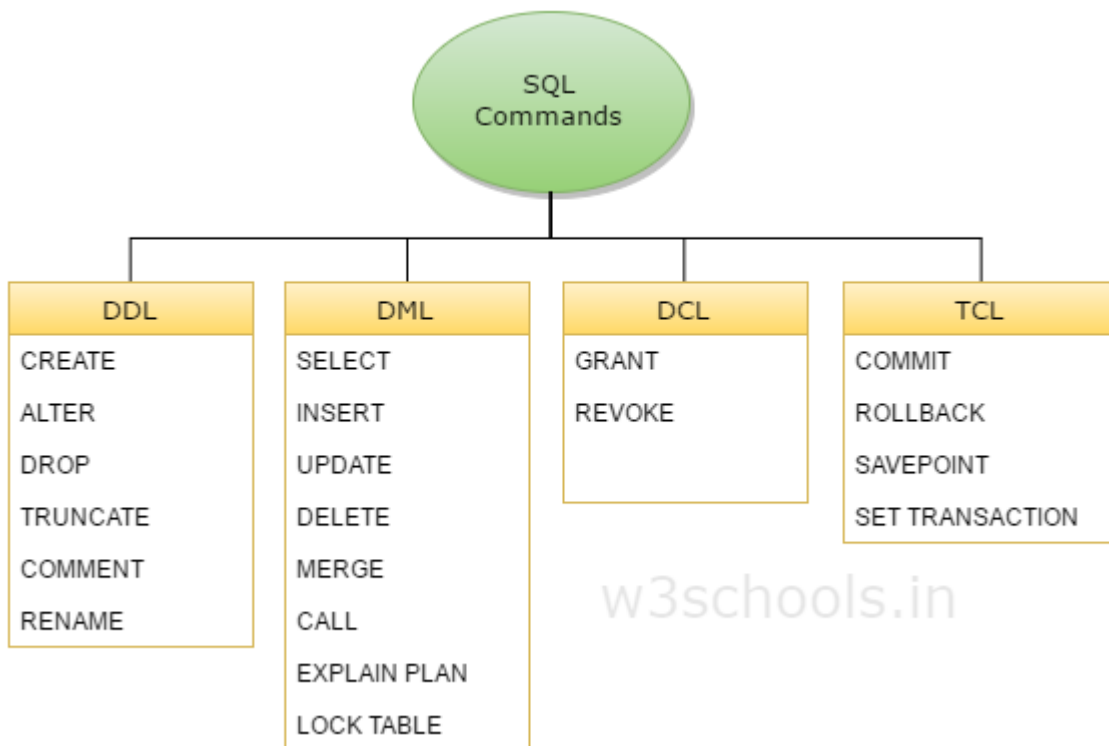 SQL
Commands
DDL
CREATE
ALTER
DROP
TRUNCATE
COMMENT
RENAME
DML
SELECT
INSERT
UPDATE
DELETE
MERGE
CALL
EXPLAIN PLAN
LOCK TABLE
DCL
GRANT
REVOKE
TCL
COMMIT
ROLLBACK
SAVEPOINT
SET TRANSACTION
w3schools.in